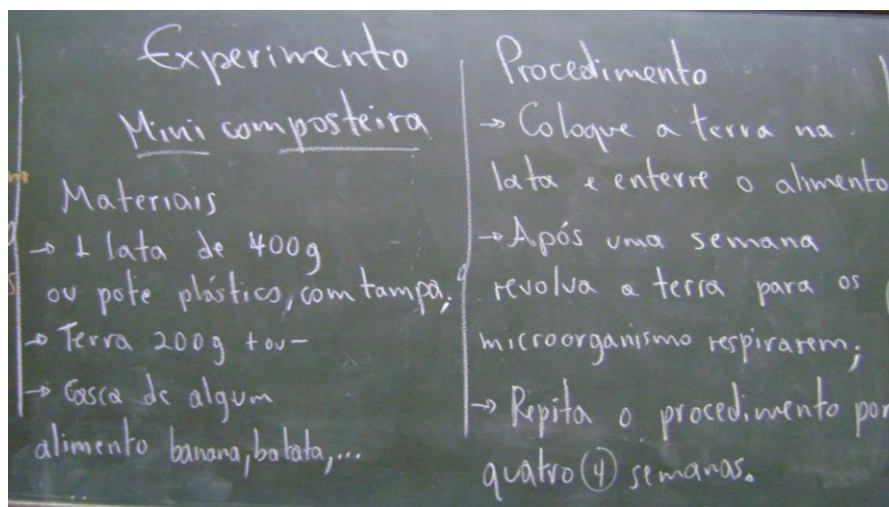 Experimento
Mini composteira
Materiais
→ 1 lata de 400g
ou pote plástico, com tampa;
→ Terra 200g + ou -
→ Casca de algum
alimento banana, batata, ...
Procedimento
→ Coloque a terra na
lata e enterre o alimento
→ Após uma semana
revolva a terra para os
microorganismo respirarem;
→ Repita o procedimento por
quatro (4) semanas.